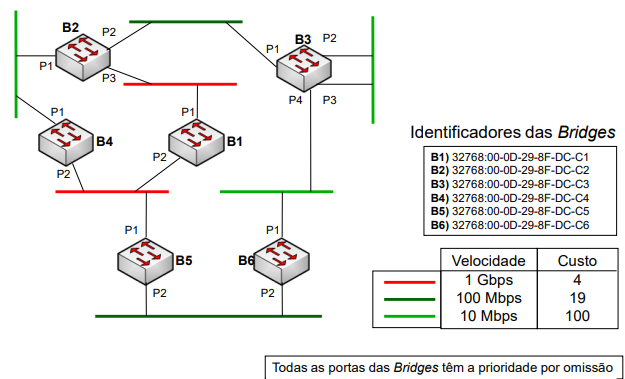 B2
P2
P1
P3
B3
P2
P1
P4
P3
P1
B4
P2
P1
B1
P2
P1
B5
P2
P1
B6
P2
Identificadores das Bridges
B1) 32768:00-0D-29-8F-DC-C1
B2) 32768:00-0D-29-8F-DC-C2
B3) 32768:00-0D-29-8F-DC-C3
B4) 32768:00-0D-29-8F-DC-C4
B5) 32768:00-0D-29-8F-DC-C5
B6) 32768:00-0D-29-8F-DC-C6
Velocidade Custo
1 Gbps 4
100 Mbps 19
10 Mbps 100
Todas as portas das Bridges têm a prioridade por omissão